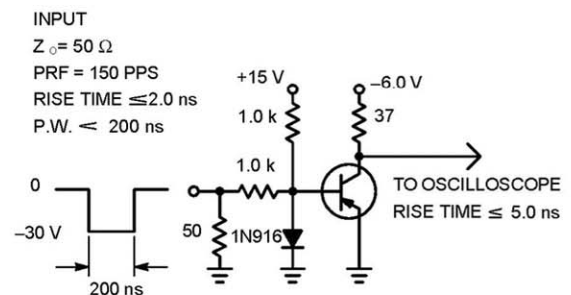 INPUT
Z o= 50 Ω
PRF = 150 PPS
RISE TIME ≤2.0 ns
P.W. < 200 ns
+15 V
–6.0 V
1.0 k
37
1.0 k
0
TO OSCILLOSCOPE
RISE TIME ≤ 5.0 ns
–30 V
50
1N916
200 ns